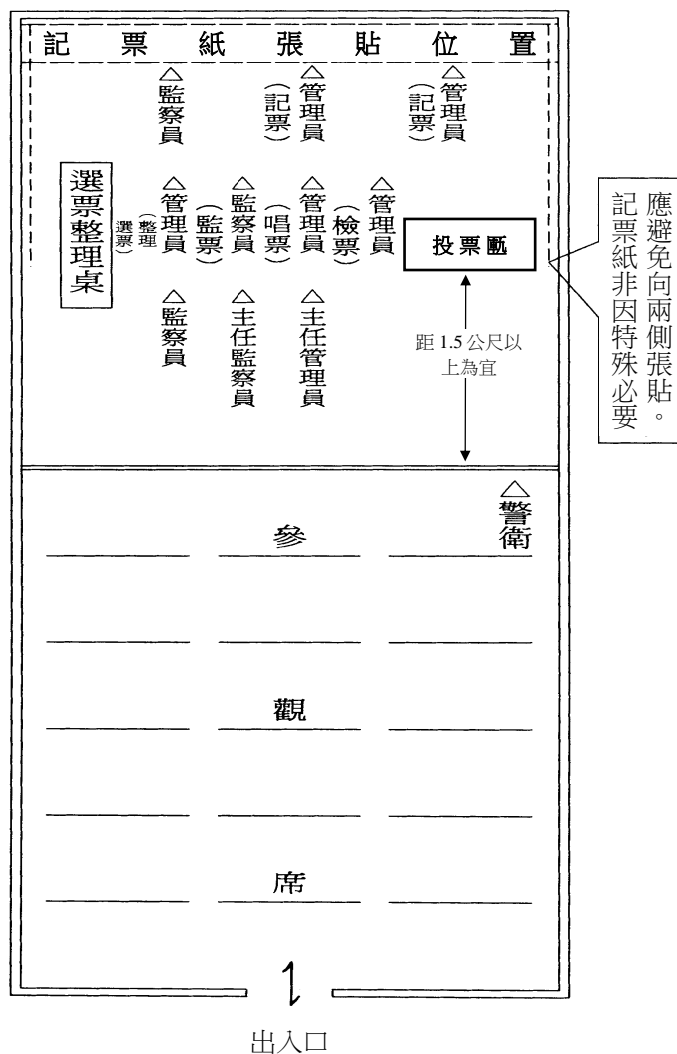 記票紙張貼位置
△管理員
(記票)
△管理員
(記票)
△監察員
△管理員
(檢票)
△管理員
(唱票)
△監察員
(監票)
△管理員
(整理
選票)
選票整理桌
投票匭
△主任管理員
△主任監察員
△監察員
距 1.5 公尺以
上為宜
應避免向兩側張貼。
記票紙非因特殊必要
△警衛
參
觀
席
出入口